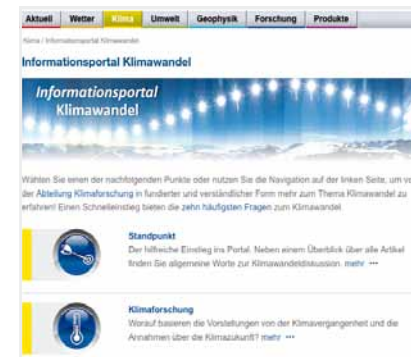 Aktuell Wetter Klima Umwelt Geophysik Forschung Produkte
Klima / Informationsportal Klimawandel
Informationsportal Klimawandel
Informationsportal
Klimawandel
Wählen Sie einen der nachfolgenden Punkte oder nutzen Sie die Navigation auf der linken Seite, um vo
der Abteilung Klimaforschung in fundierter und verständlicher Form mehr zum Thema Klimawandel zu
erfahren! Einen Schnelleinstieg bieten die zehn häufigsten Fragen zum Klimawandel.
Standpunkt
Der hilfreiche Einstieg ins Portal. Neben einem Überblick über alle Artikel
finden Sie allgemeine Worte zur Klimawandeldiskussion. mehr ···
Klimaforschung
Worauf basieren die Vorstellungen von der Klimavergangenheit und die
Annahmen über die Klimazukunft? mehr ···